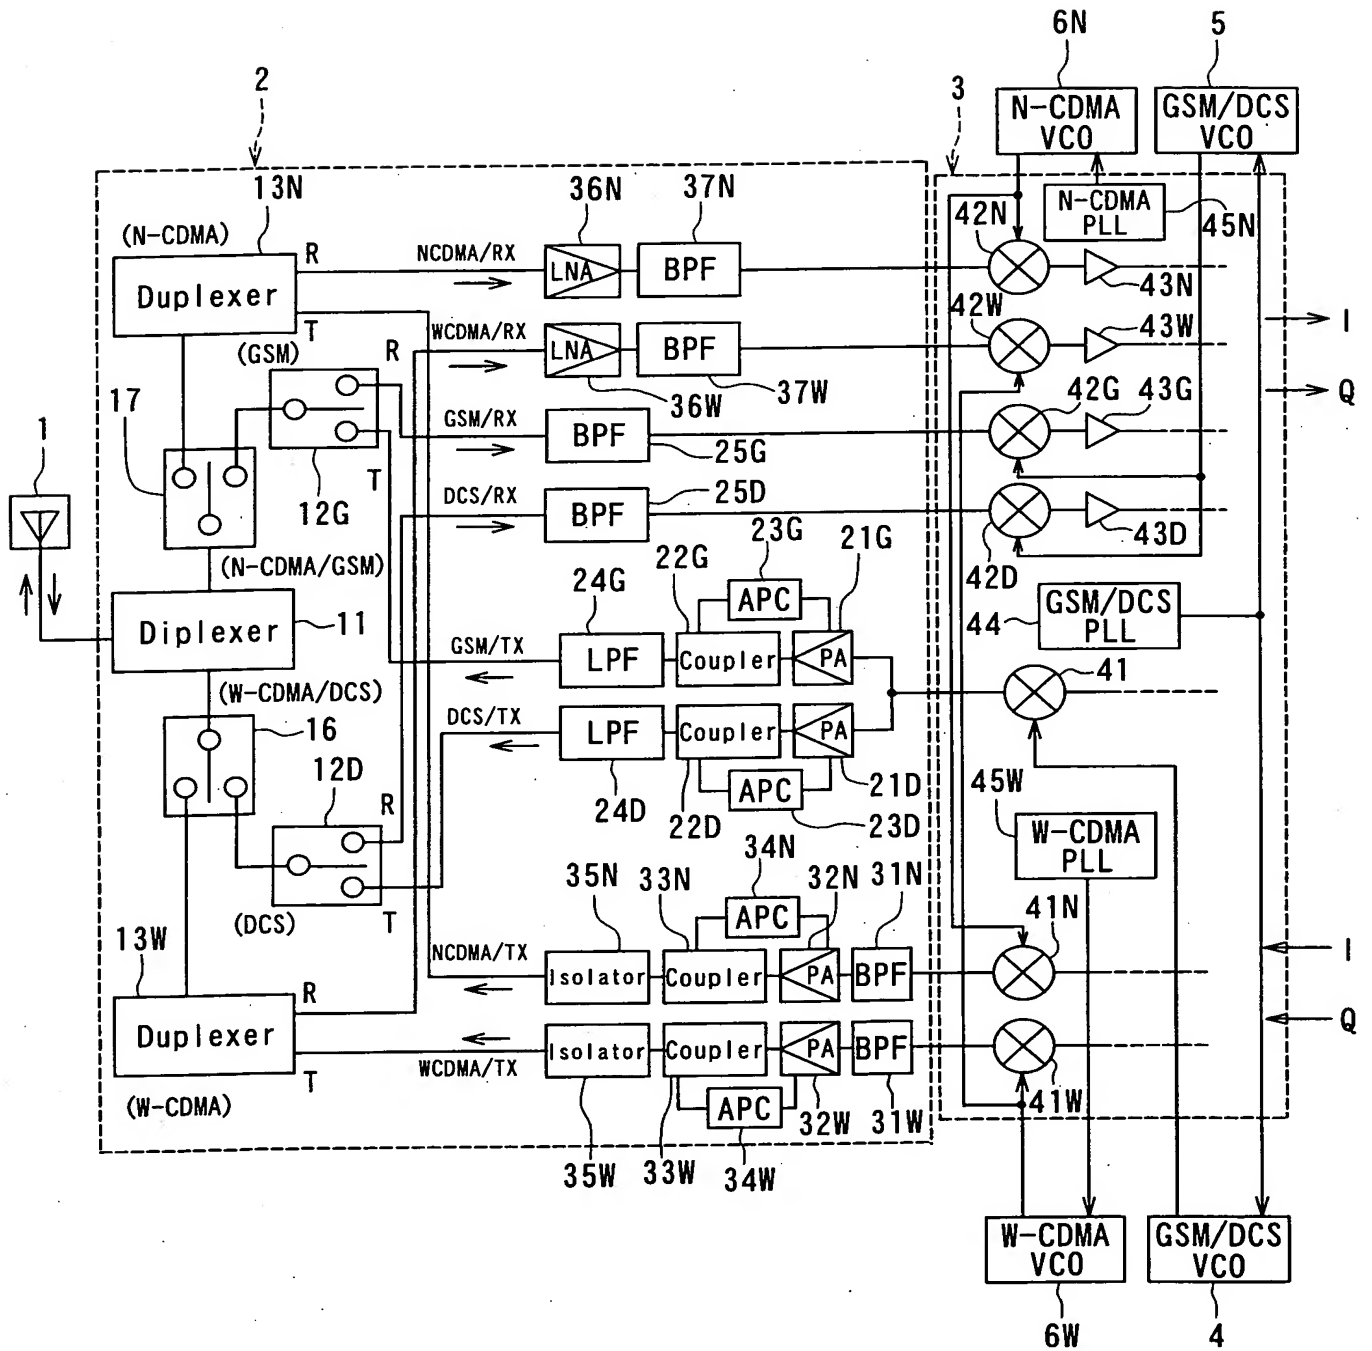 6N
5
2
3
N-CDMA
VCO
GSM/DCS
VCO
13N
36N
37N
42N
N-CDMA
PLL
45N
(N-CDMA)
R
NCDMA/RX
LNA
BPF
Duplexer
43N
T
42W
(GSM)
R
WCDMA/RX
LNA
BPF
43W
I
17
36W
37W
42G
43G
Q
GSM/RX
BPF
25G
1
T
12G
DCS/RX
BPF
25D
43D
42D
(N-CDMA/GSM)
23G
21G
22G
24G
APC
GSM/DCS
PLL
44
Diplexer
11
GSM/TX
LPF
Coupler
PA
41
(W-CDMA/DCS)
DCS/TX
LPF
Coupler
PA
16
12D
R
24D
22D
APC
23D
21D
45W
W-CDMA
PLL
34N
35N
33N
32N
31N
APC
(DCS)
T
13W
NCDMA/TX
Isolator
Coupler
PA
BPF
41N
I
R
Duplexer
Isolator
Coupler
PA
BPF
Q
T
WCDMA/TX
(W-CDMA)
APC
41W
35W
33W
34W
32W
31W
W-CDMA
VCO
GSM/DCS
VCO
6W
4